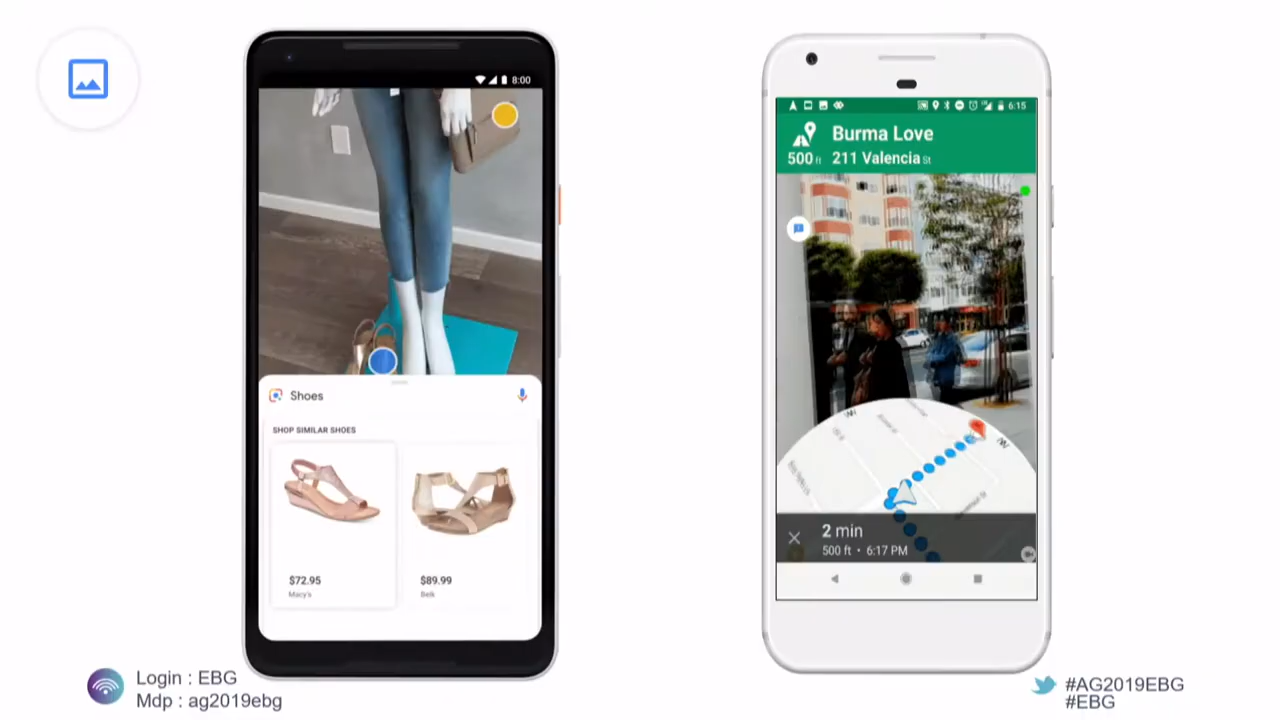 8:00
Shoes
SHOP SIMILAR SHOES
$72.95
Macy's
$89.99
Belk
6:15
Burma Love
500 ft
211 Valencia St
2 min
500 ft • 6:17 PM
Login : EBG
Mdp : ag2019ebg
#AG2019EBG
#EBG